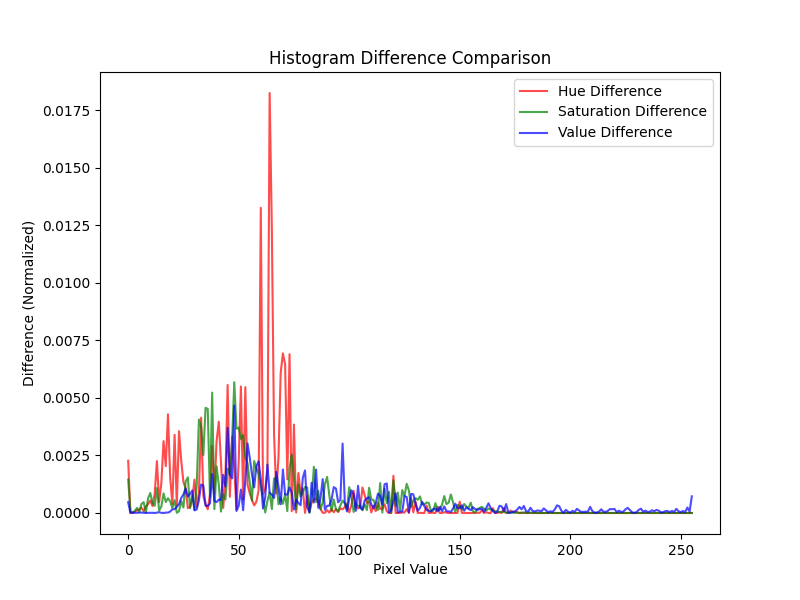 Histogram Difference Comparison
Hue Difference
Saturation Difference
Value Difference
Difference (Normalized)
0.0175
0.0150
0.0125
0.0100
0.0075
0.0050
0.0025
0.0000
0
50
100
150
200
250
Pixel Value